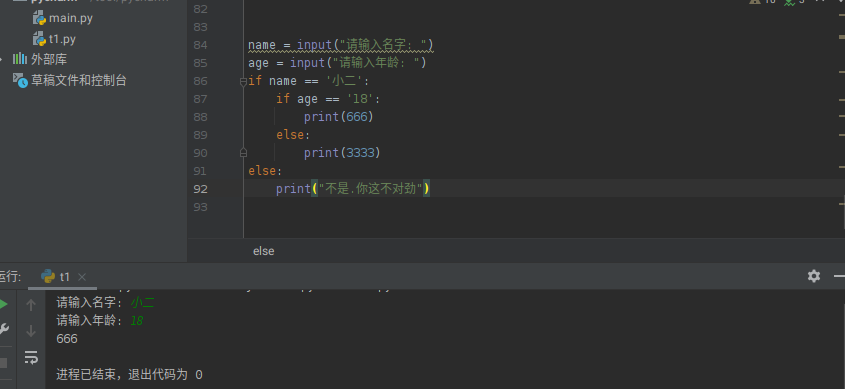 main.py
t1.py
外部库
草稿文件和控制台
82
83
84 name = input("请输入名字: ")
85 age = input("请输入年龄: ")
86 if name == '小二':
87 if age == '18':
88 print(666)
89 else:
90 print(3333)
91 else:
92 print("不是.你这不对劲")
93
else
运行: t1
请输入名字: 小二
请输入年龄: 18
666
进程已结束，退出代码为 0